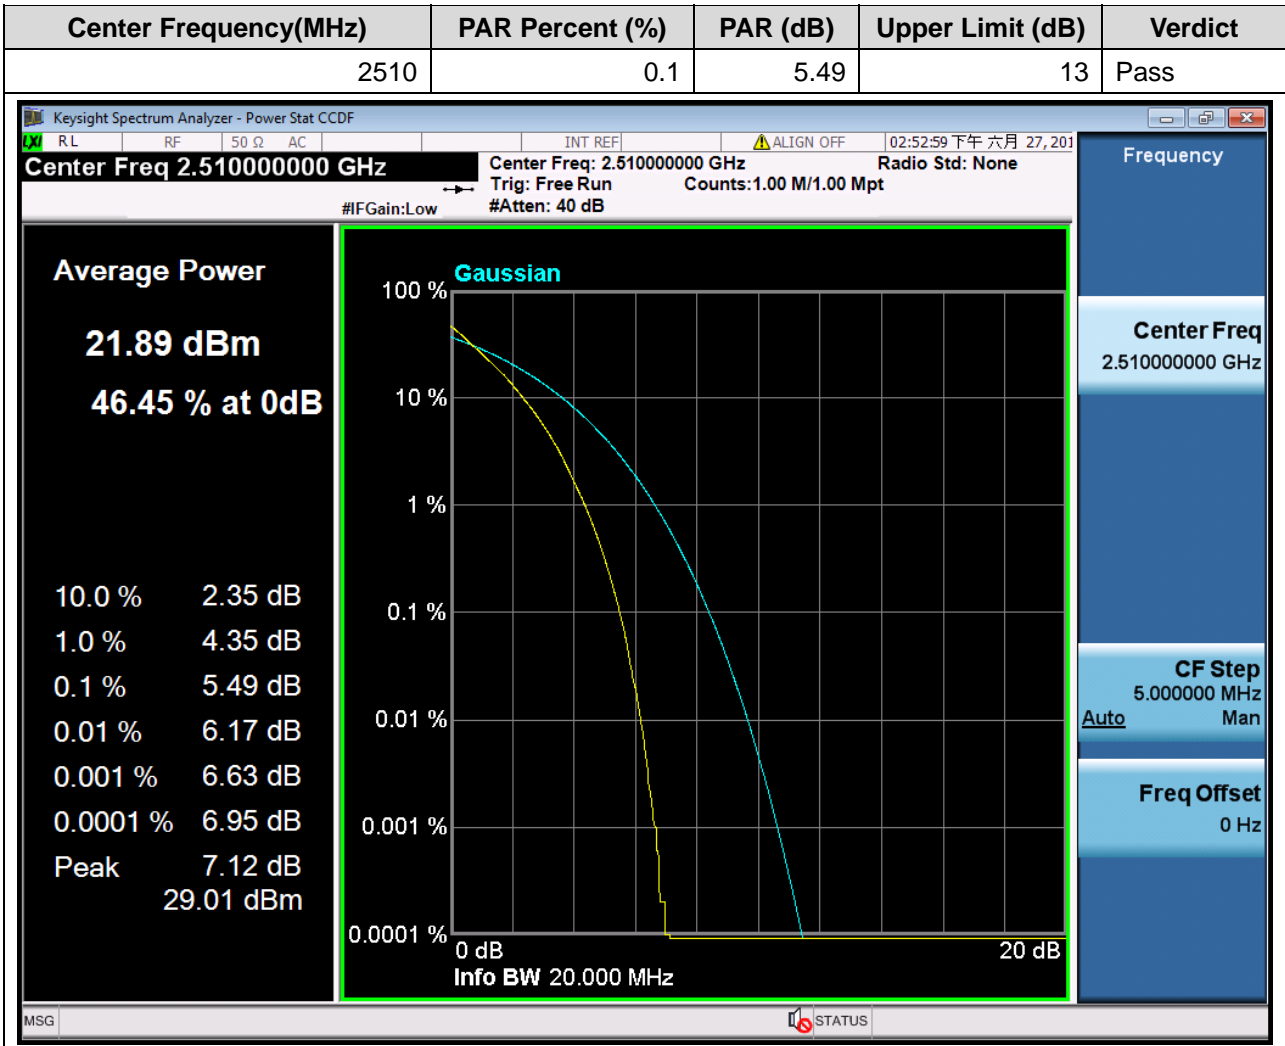 Center Frequency(MHz) PAR Percent (%) PAR (dB) Upper Limit (dB) Verdict
2510 0.1 5.49 13 Pass
Keysight Spectrum Analyzer - Power Stat CCDF
LXI RL RF 50 Ω AC INT REF ALIGN OFF 02:52:59 下午 六月 27, 201
Center Freq 2.510000000 GHz
Center Freq: 2.510000000 GHz Radio Std: None
Trig: Free Run Counts:1.00 M/1.00 Mpt
#IFGain:Low #Atten: 40 dB
Average Power
21.89 dBm
46.45 % at 0dB
10.0 % 2.35 dB
1.0 % 4.35 dB
0.1 % 5.49 dB
0.01 % 6.17 dB
0.001 % 6.63 dB
0.0001 % 6.95 dB
Peak 7.12 dB
29.01 dBm
Gaussian
100 %
10 %
1 %
0.1 %
0.01 %
0.001 %
0.0001 %
0 dB 20 dB
Info BW 20.000 MHz
Frequency
Center Freq
2.510000000 GHz
CF Step
5.000000 MHz
Auto Man
Freq Offset
0 Hz
MSG STATUS